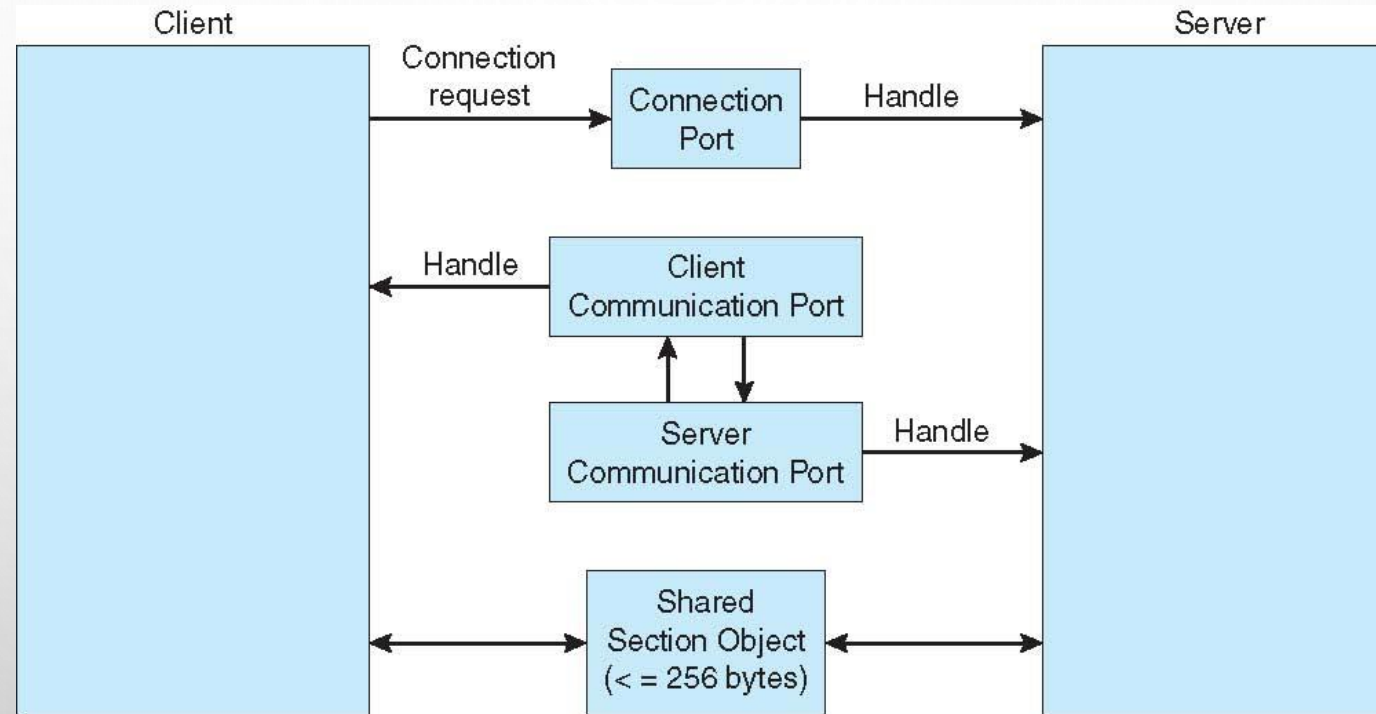 Client
Server
Connection
request
Connection
Port
Handle
Handle
Client
Communication Port
Server
Communication Port
Handle
Shared
Section Object
(< = 256 bytes)